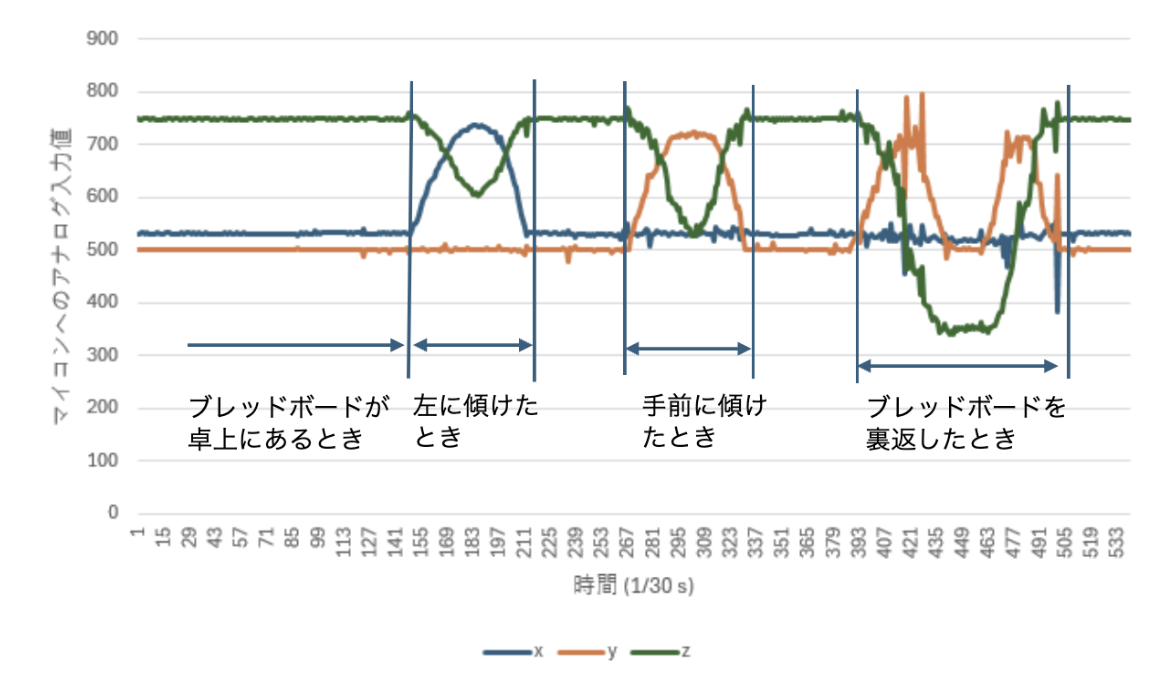 900
800
700
600
500
400
300
200
100
0
マイコンへのアナログ入力値
ブレッドボードが
卓上にあるとき
左に傾けた
とき
手前に傾け
たとき
ブレッドボードを
裏返したとき
1 15 29 43 57 71 85 99 113 127 141 155 169 183 197 211 225 239 253 267 281 295 309 323 337 351 365 379 393 407 421 435 449 463 477 491 505 519 533
時間 (1/30 s)
x y z